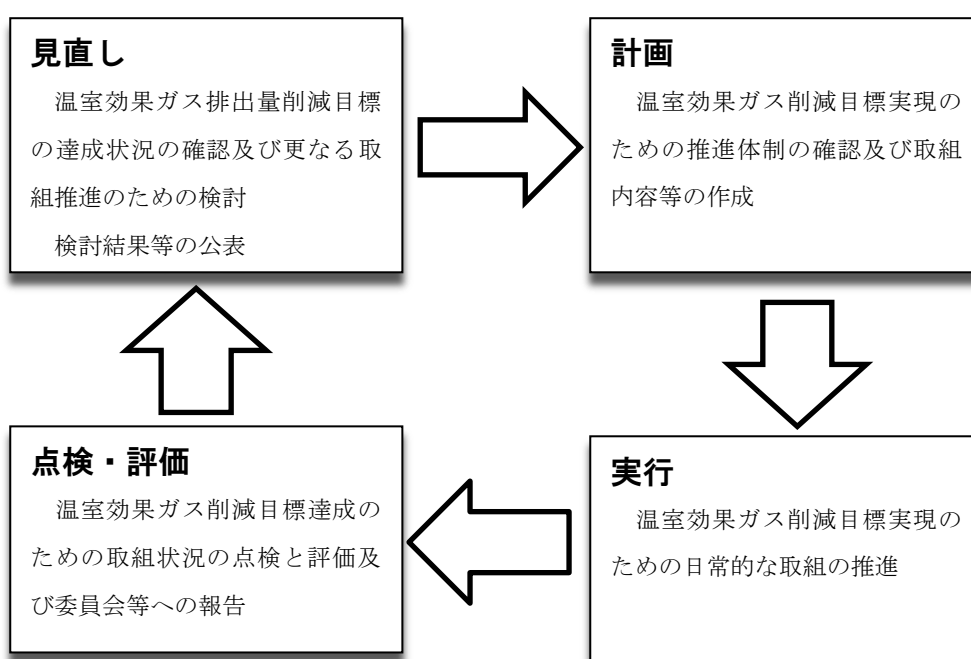 見直し
温室効果ガス排出量削減目標
の達成状況の確認及び更なる取
組推進のための検討
検討結果等の公表
計画
温室効果ガス削減目標実現の
ための推進体制の確認及び取組
内容等の作成
点検・評価
温室効果ガス削減目標達成の
ための取組状況の点検と評価及
び委員会等への報告
実行
温室効果ガス削減目標実現の
ための日常的な取組の推進